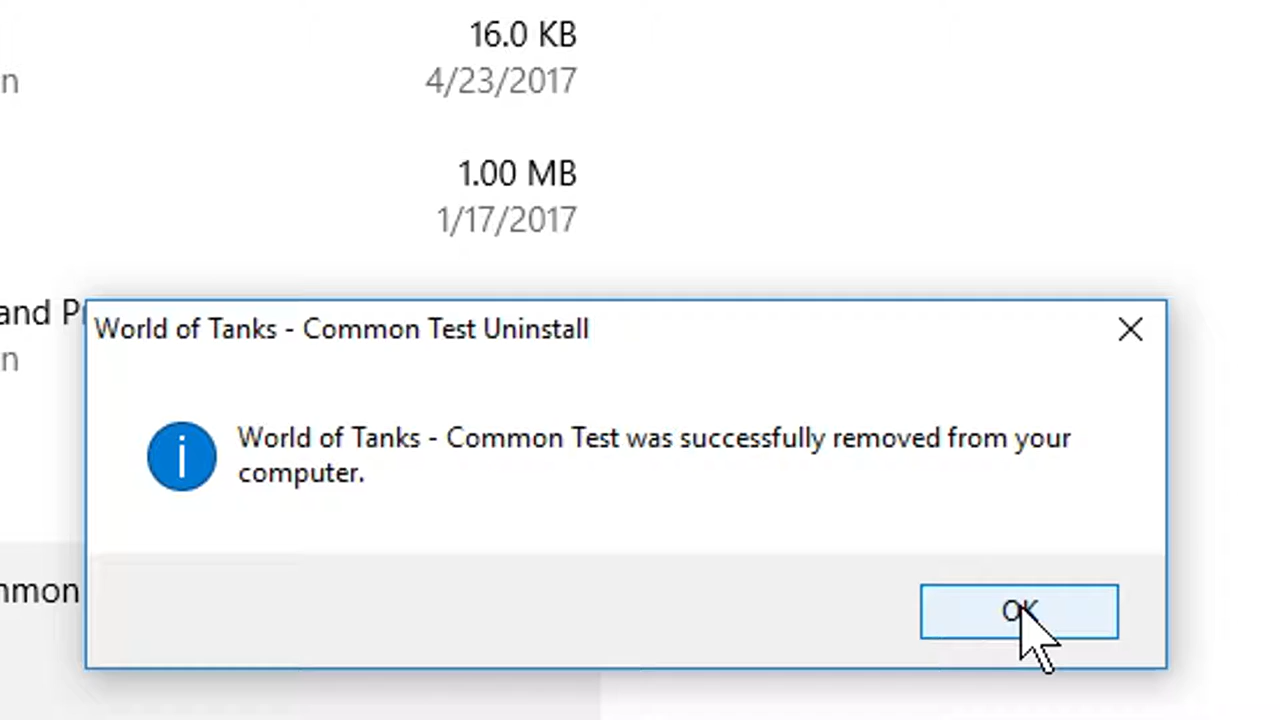 16.0 KB
n
4/23/2017
1.00 MB
1/17/2017
and P
World of Tanks - Common Test Uninstall
n
World of Tanks - Common Test was successfully removed from your
computer.
mmon
OK